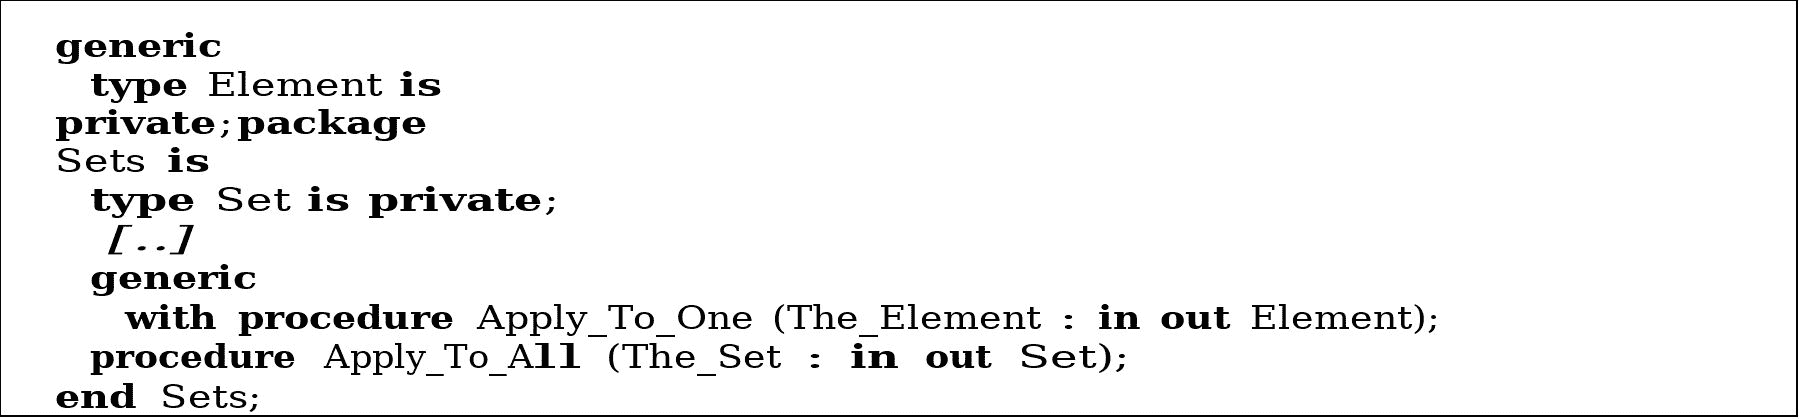 generic
type Element is
private;package
Sets is
type Set is private;
[..]
generic
with procedure Apply_To_One (The_Element : in out Element);
procedure Apply_To_All (The_Set : in out Set);
end Sets;